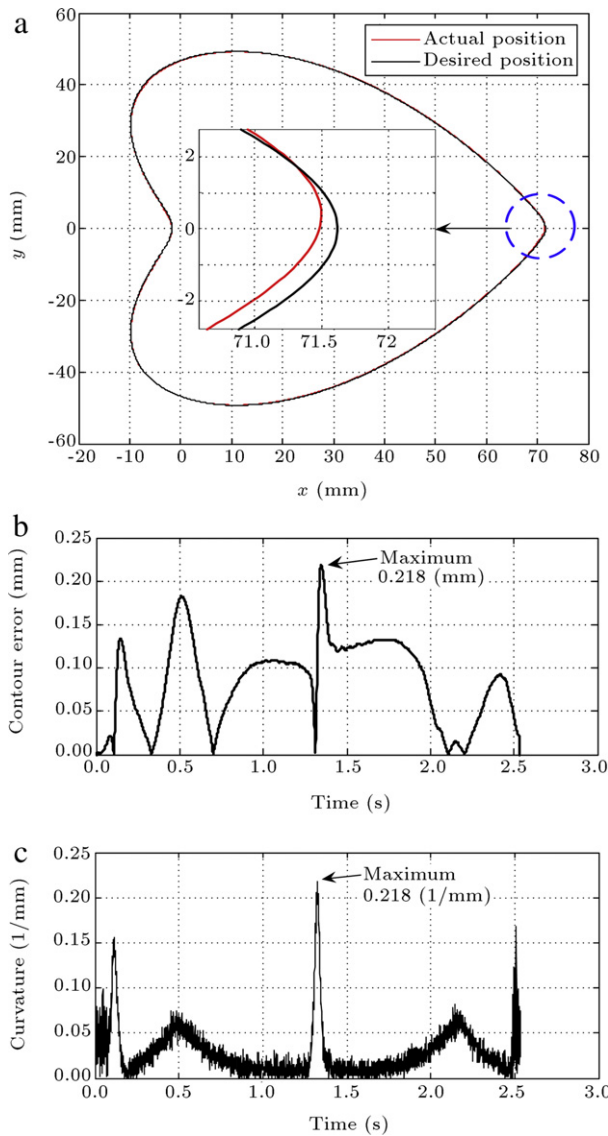 a
60
40
20
0
-20
-40
-60
y (mm)
Actual position
Desired position
2
0
-2
71.0 71.5 72
-20 -10 0 10 20 30 40 50 60 70 80
x (mm)
b
0.25
0.20
0.15
0.10
0.05
0.00
Contour error (mm)
Maximum
0.218 (mm)
0.0 0.5 1.0 1.5 2.0 2.5 3.0
Time (s)
c
0.25
0.20
0.15
0.10
0.05
0.00
Curvature (1/mm)
Maximum
0.218 (1/mm)
0.0 0.5 1.0 1.5 2.0 2.5 3.0
Time (s)